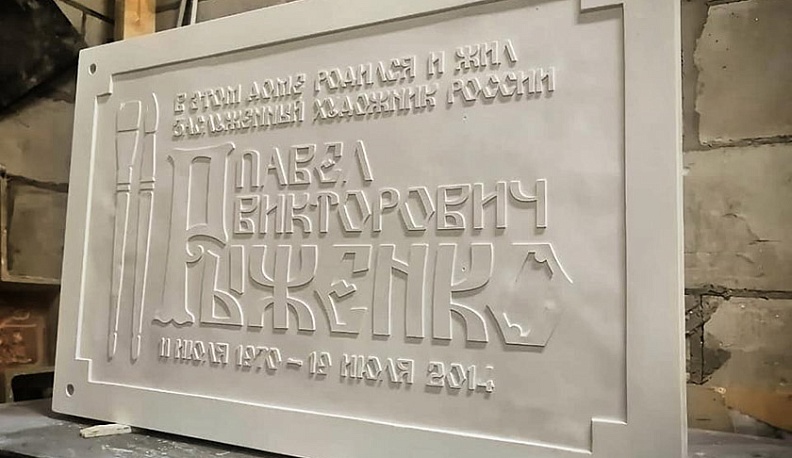 В ЭТОМ ДОМЕ РОДИЛСЯ И ЖИЛ
ЗАСЛУЖЕННЫЙ ХУДОЖНИК РОССИИ
ПАВЕЛ
ВИКТОРОВИЧ
РЫЖЕНКО
11 ИЮЛЯ 1970 – 19 ИЮЛЯ 2014